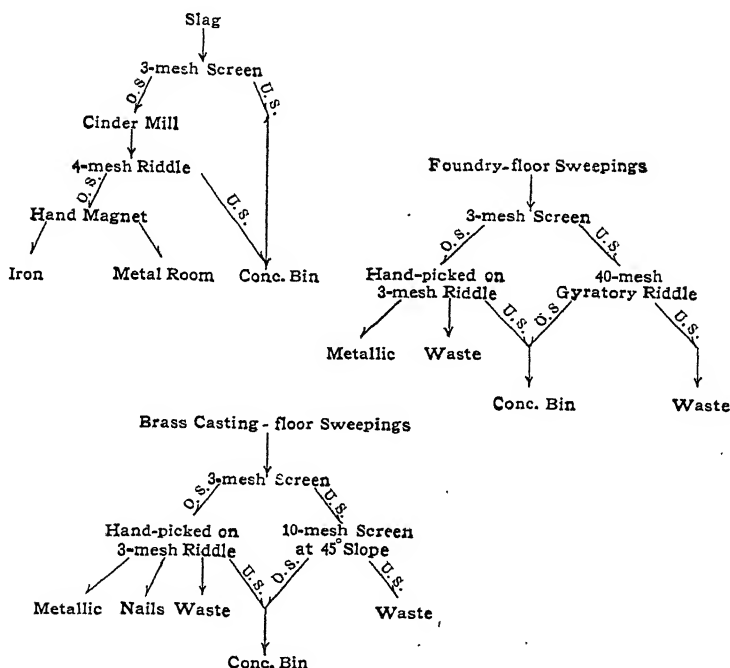 Slag
3-mesh Screen
O.S.
U.S.
Cinder Mill
4-mesh Riddle
O.S.
U.S.
Hand Magnet
Iron
Metal Room
Conc. Bin
Foundry-floor Sweepings
3-mesh Screen
O.S.
U.S.
Hand-picked on
3-mesh Riddle
40-mesh
Gyratory Riddle
U.S.
O.S
U.S.
Metallic
Waste
Conc. Bin
Waste
Brass Casting-floor Sweepings
3-mesh Screen
O.S.
U.S.
Hand-picked on
3-mesh Riddle
10-mesh Screen
at 45° Slope
U.S.
O.S.
U.S.
Metallic
Nails
Waste
Waste
Conc. Bin